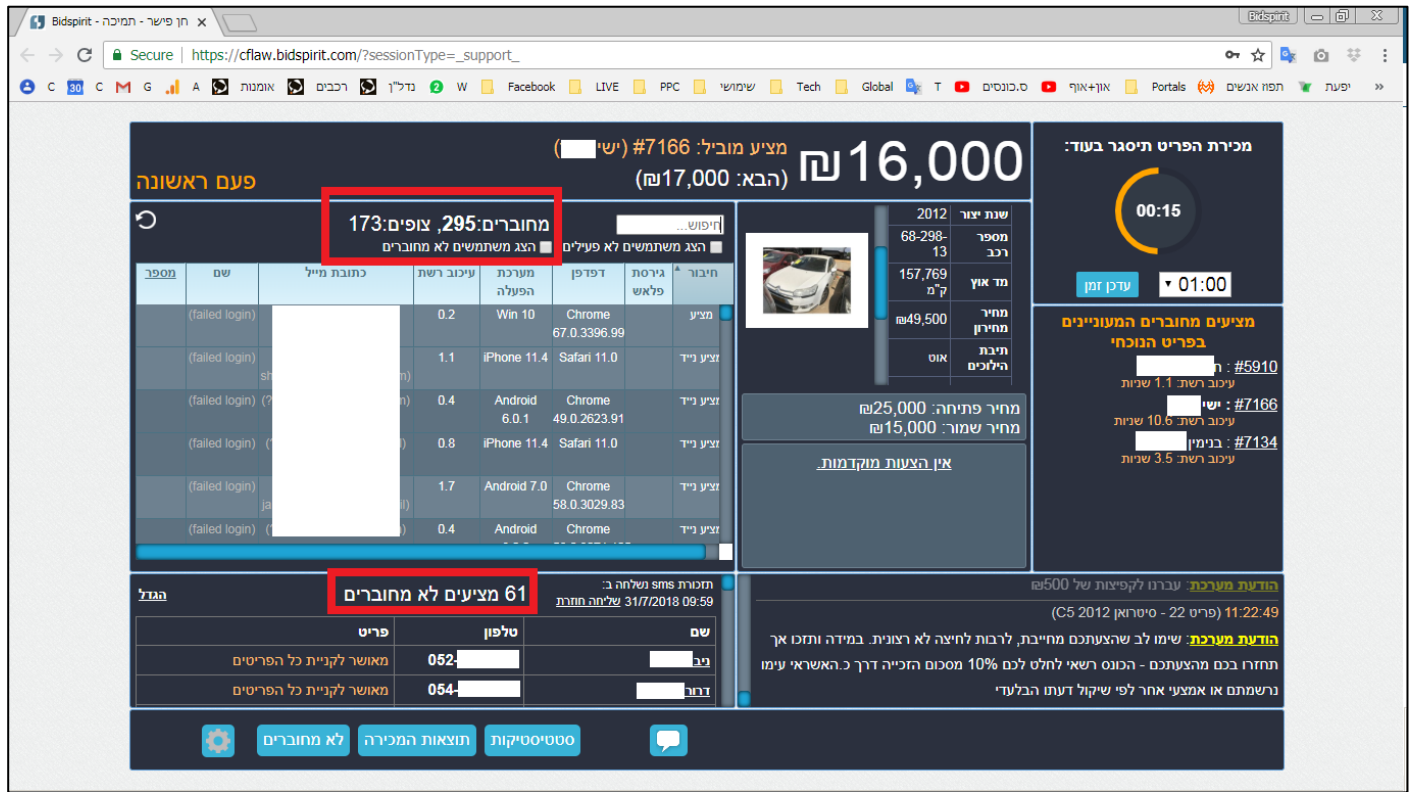 חן פישר - תמיכה - Bidspirit
Bidspirit
Secure | https://cflaw.bidspirit.com/?sessionType=_support_
C 30 C G A אומנות רכבים נדל"ן W Facebook LIVE PPC שימושי Tech Global T ס.כונסים און+אוף Portals תפוז אנשים יפעת »
מכירת הפריט תיסגר בעוד:
00:15
01:00 עדכן זמן
16,000 ₪
מציע מוביל: 7166# (ישי )
(הבא: 17,000₪)
פעם ראשונה
מציעים מחוברים המעוניינים בפריט הנוכחי
#5910 :
עיכוב רשת: 1.1 שניות
#7166 : ישי
עיכוב רשת: 10.6 שניות
#7134 : בנימין
עיכוב רשת: 3.5 שניות
שנת יצור 2012
מספר רכב 68-298-13
מד אוץ 157,769 ק"מ
מחיר מחירון 49,500₪
תיבת הילוכים אוט
מחיר פתיחה: 25,000₪
מחיר שמור: 15,000₪
אין הצעות מוקדמות.
חיפוש...
מחוברים:295, צופים:173
הצג משתמשים לא פעילים הצג משתמשים לא מחוברים
חיבור גירסת פלאש דפדפן מערכת הפעלה עיכוב רשת כתובת מייל שם מספר
מציע Chrome 67.0.3396.99 Win 10 0.2 (failed login)
מציע נייד Safari 11.0 iPhone 11.4 1.1 (failed login)
מציע נייד Chrome 49.0.2623.91 Android 6.0.1 0.4 (failed login)
מציע נייד Safari 11.0 iPhone 11.4 0.8 (failed login)
מציע נייד Chrome 58.0.3029.83 Android 7.0 1.7 (failed login)
מציע נייד Chrome Android 0.4 (failed login)
הודעת מערכת: עברנו לקפיצות של 500₪
11:22:49 (פריט 22 - סיטרואן C5 2012)
הודעת מערכת: שימו לב שהצעתכם מחייבת, לרבות לחיצה לא רצונית. במידה ותזכו אך
תחזרו בכם מהצעתכם - הכונס רשאי לחלט לכם 10% מסכום הזכייה דרך כ.האשראי עימו
נרשמתם או אמצעי אחר לפי שיקול דעתו הבלעדי
תזכורת sms נשלחה ב:
31/7/2018 09:59 שליחה חוזרת
61 מציעים לא מחוברים
הגדל
שם טלפון פריט
ניב 052- מאושר לקניית כל הפריטים
דרור 054- מאושר לקניית כל הפריטים
סטטיסטיקות תוצאות המכירה לא מחוברים